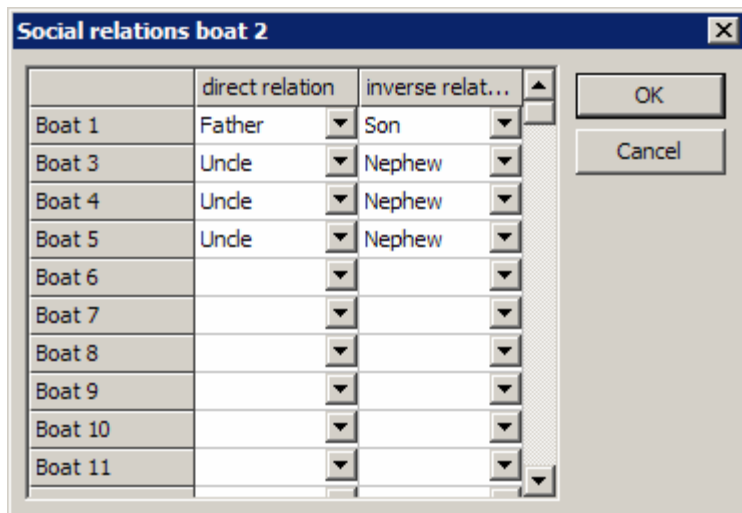 Social relations boat 2
direct relation inverse relat...
Boat 1 Father Son
Boat 3 Uncle Nephew
Boat 4 Uncle Nephew
Boat 5 Uncle Nephew
Boat 6
Boat 7
Boat 8
Boat 9
Boat 10
Boat 11
OK
Cancel